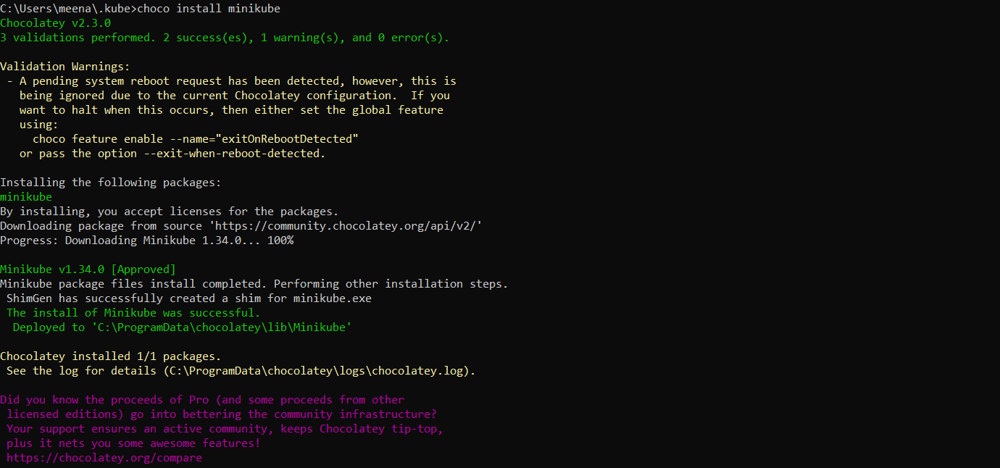 C:\Users\meena\.kube>choco install minikube
Chocolatey v2.3.0
3 validations performed. 2 success(es), 1 warning(s), and 0 error(s).
Validation Warnings:
- A pending system reboot request has been detected, however, this is
being ignored due to the current Chocolatey configuration.  If you
want to halt when this occurs, then either set the global feature
using:
choco feature enable --name="exitOnRebootDetected"
or pass the option --exit-when-reboot-detected.
Installing the following packages:
minikube
By installing, you accept licenses for the packages.
Downloading package from source 'https://community.chocolatey.org/api/v2/'
Progress: Downloading Minikube 1.34.0... 100%
Minikube v1.34.0 [Approved]
Minikube package files install completed. Performing other installation steps.
ShimGen has successfully created a shim for minikube.exe
The install of Minikube was successful.
Deployed to 'C:\ProgramData\chocolatey\lib\Minikube'
Chocolatey installed 1/1 packages.
See the log for details (C:\ProgramData\chocolatey\logs\chocolatey.log).
Did you know the proceeds of Pro (and some proceeds from other
licensed editions) go into bettering the community infrastructure?
Your support ensures an active community, keeps Chocolatey tip-top,
plus it nets you some awesome features!
https://chocolatey.org/compare